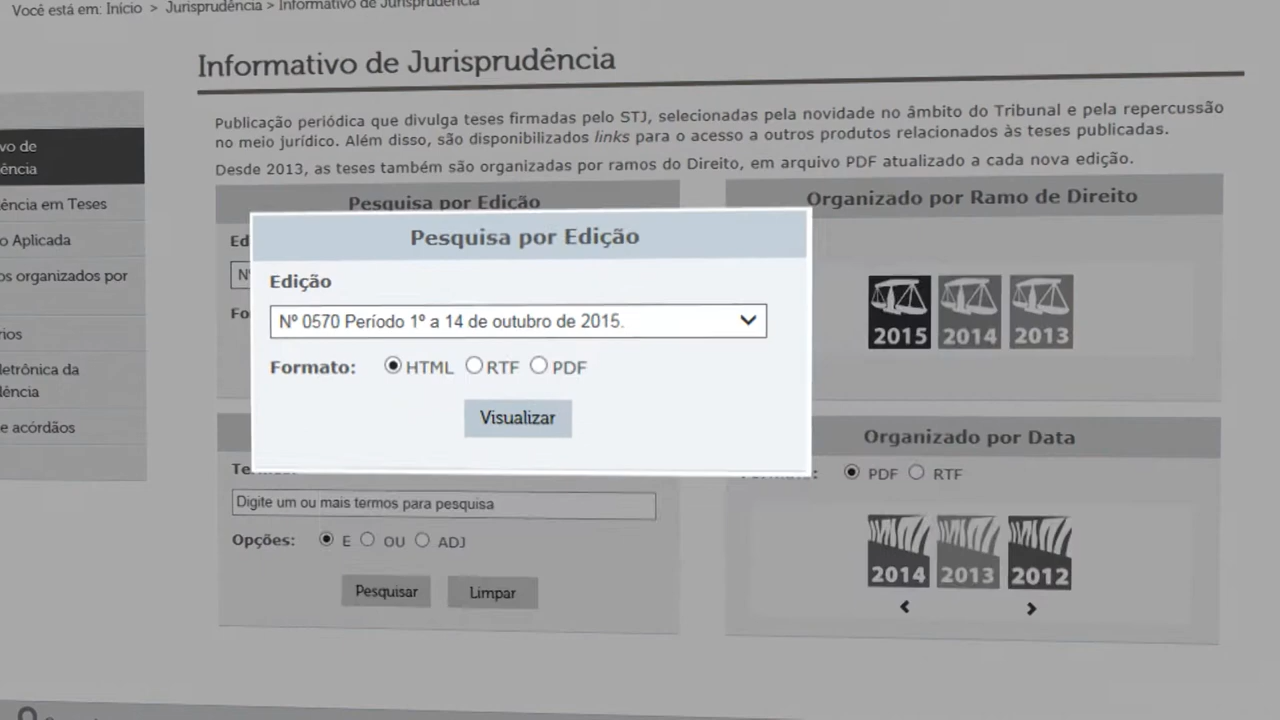 Você está em: Início > Jurisprudência > Informativo de Jurisprudência
Informativo de Jurisprudência
Publicação periódica que divulga teses firmadas pelo STJ, selecionadas pela novidade no âmbito do Tribunal e pela repercussão
no meio jurídico. Além disso, são disponibilizados links para o acesso a outros produtos relacionados às teses publicadas.
Desde 2013, as teses também são organizadas por ramos do Direito, em arquivo PDF atualizado a cada nova edição.
vo de
ência
ência em Teses
o Aplicada
os organizados por
rios
letrônica da
lência
e acórdãos
Pesquisa por Edição
Ed
Nº
Fo
Pesquisa por Edição
Edição
Nº 0570 Período 1º a 14 de outubro de 2015.
Formato: HTML RTF PDF
Visualizar
Te
Digite um ou mais termos para pesquisa
Opções: E OU ADJ
Pesquisar Limpar
Organizado por Ramo de Direito
2015 2014 2013
Organizado por Data
PDF RTF
2014 2013 2012